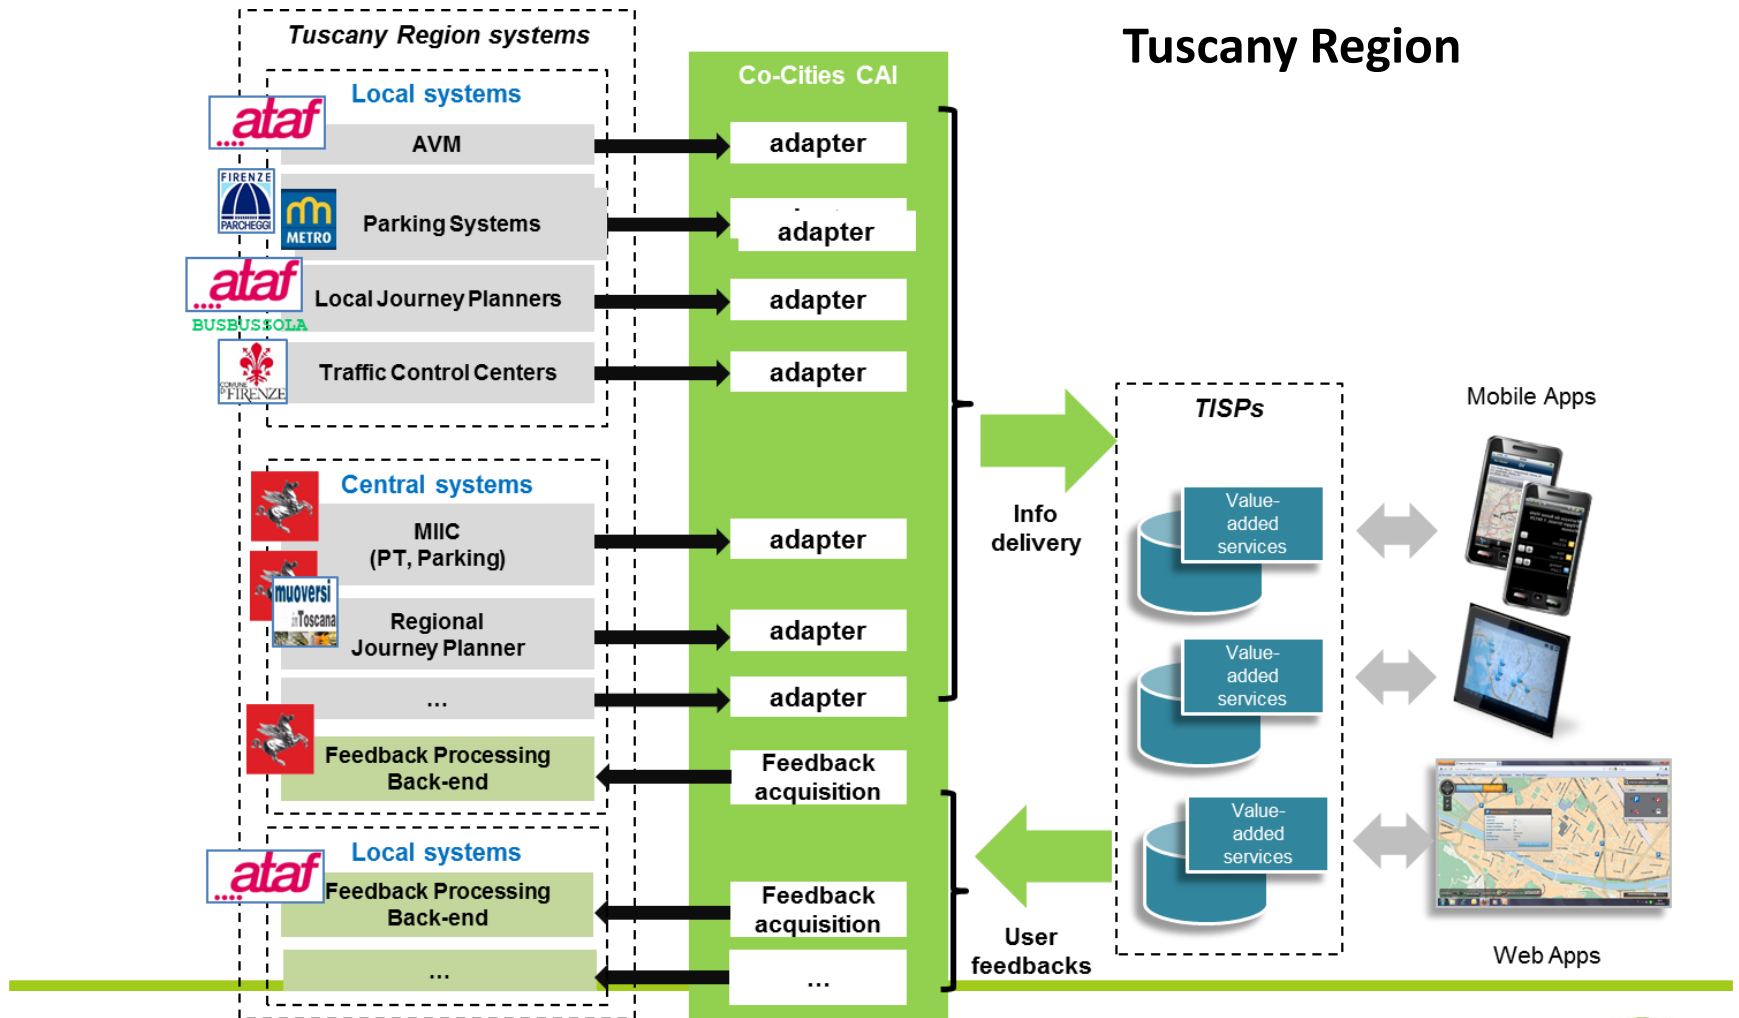 Tuscany Region
Tuscany Region systems
Local systems
ataf
AVM
FIRENZE
PARCHEGGI
METRO
Parking Systems
ataf
BUSBUSSOLA
Local Journey Planners
COMUNE
DI FIRENZE
Traffic Control Centers
Central systems
MIIC
(PT, Parking)
muoversi
inToscana
Regional
Journey Planner
...
Feedback Processing
Back-end
Local systems
ataf
Feedback Processing
Back-end
...
Co-Cities CAI
adapter
adapter
adapter
adapter
adapter
adapter
adapter
Feedback
acquisition
Feedback
acquisition
...
Info
delivery
User
feedbacks
TISPs
Value-
added
services
Value-
added
services
Value-
added
services
Mobile Apps
Web Apps